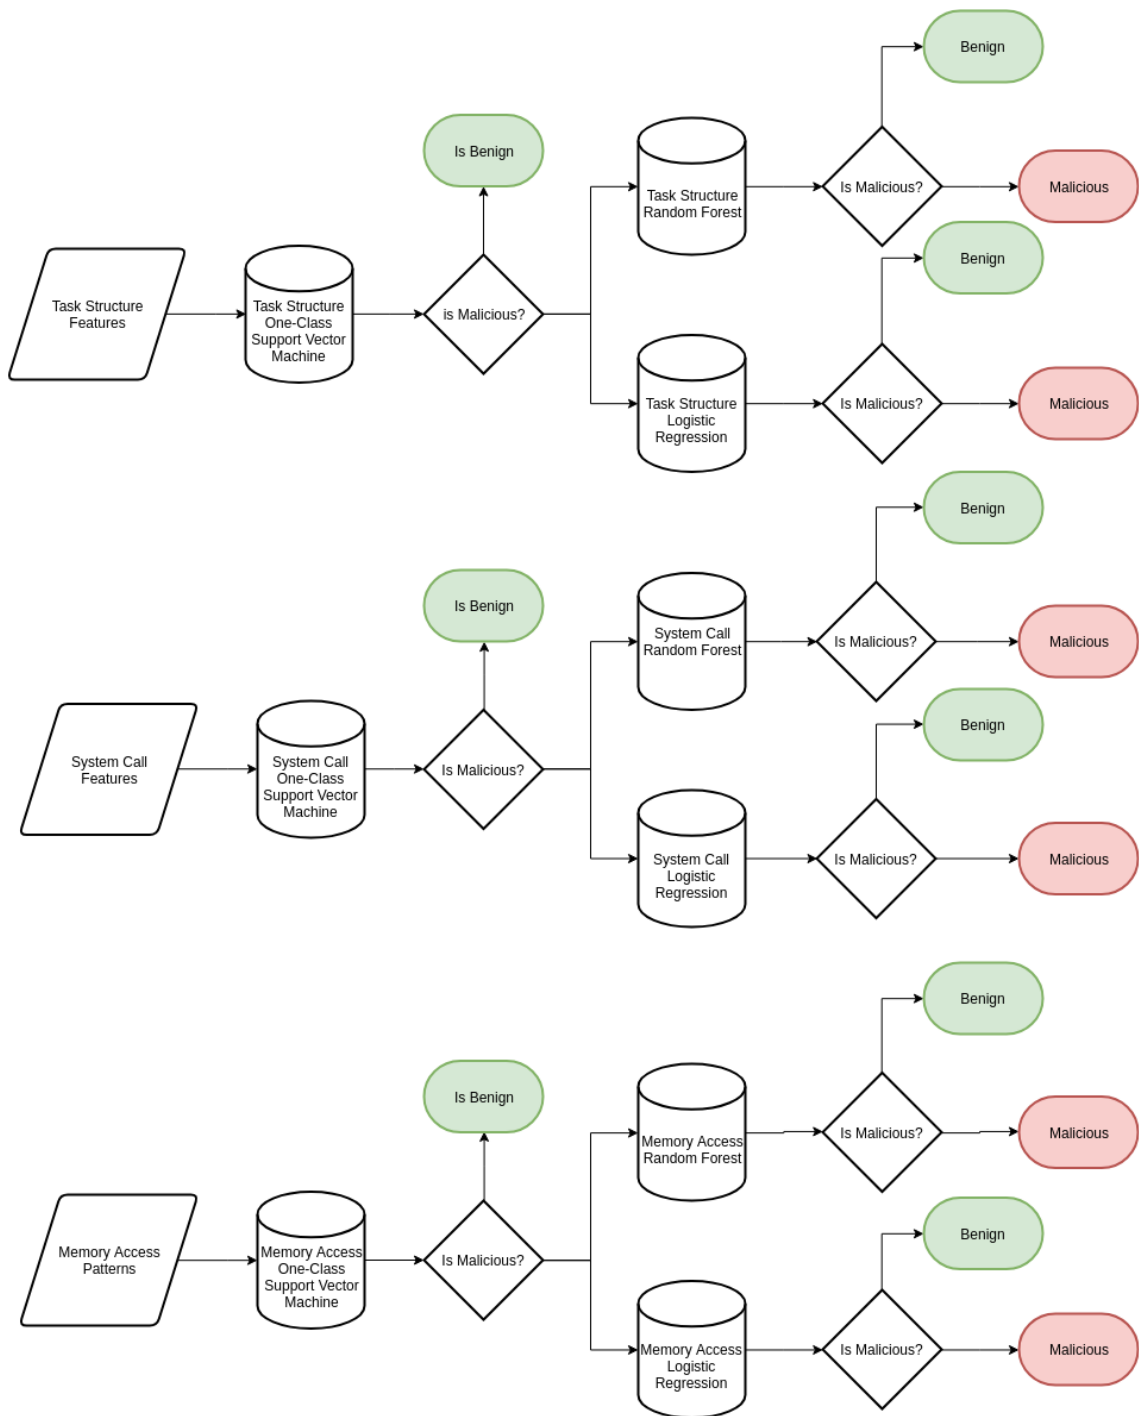 Benign
Is Benign
Task Structure
Random Forest
Is Malicious?
Malicious
Benign
Task Structure
Features
Task Structure
One-Class
Support Vector
Machine
is Malicious?
Task Structure
Logistic
Regression
Is Malicious?
Malicious
Benign
Is Benign
System Call
Random Forest
Is Malicious?
Malicious
Benign
System Call
Features
System Call
One-Class
Support Vector
Machine
Is Malicious?
System Call
Logistic
Regression
Is Malicious?
Malicious
Benign
Is Benign
Memory Access
Random Forest
Is Malicious?
Malicious
Benign
Memory Access
Patterns
Memory Access
One-Class
Support Vector
Machine
Is Malicious?
Memory Access
Logistic
Regression
Is Malicious?
Malicious